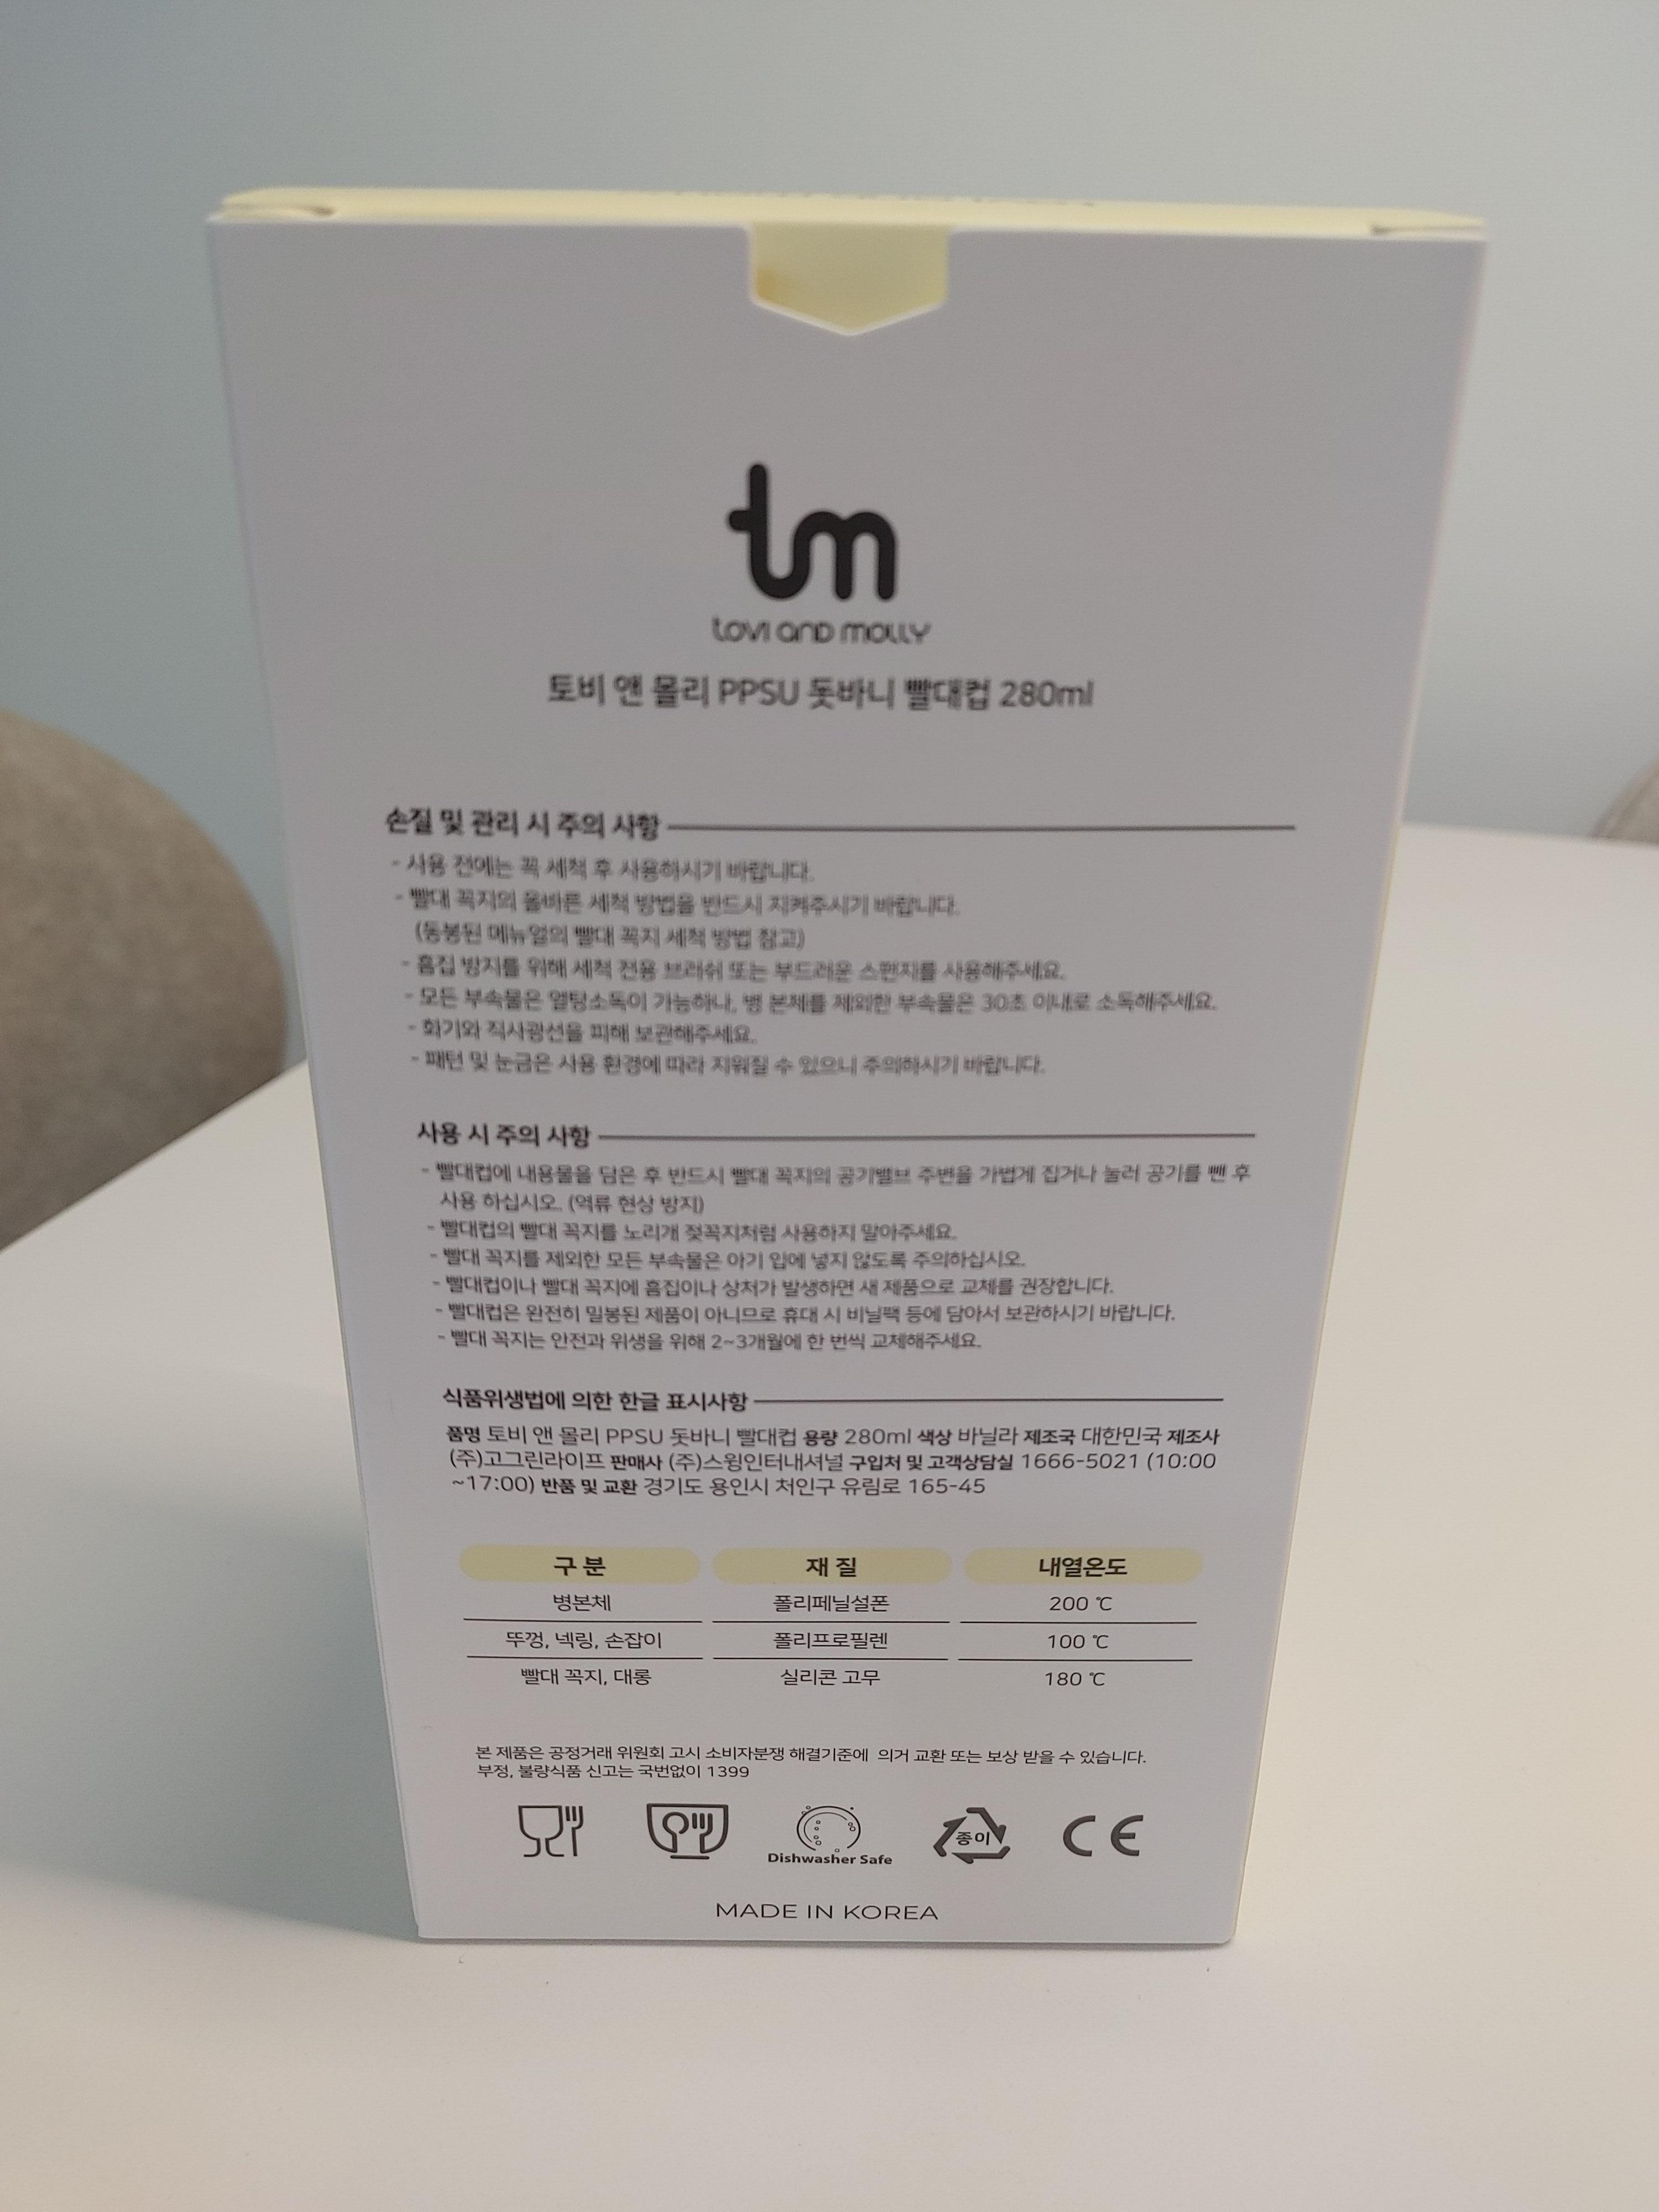 tm
tovi and molly
토비 앤 몰리 PPSU 돗바니 빨대컵 280ml
손질 및 관리 시 주의 사항
- 사용 전에는 꼭 세척 후 사용하시기 바랍니다.
- 빨대 꼭지의 올바른 세척 방법을 반드시 지켜주시기 바랍니다.
(동봉된 메뉴얼의 빨대 꼭지 세척 방법 참고)
- 흠집 방지를 위해 세척 전용 브러쉬 또는 부드러운 스펀지를 사용해주세요.
- 모든 부속물은 열탕소독이 가능하나, 병 본체를 제외한 부속물은 30초 이내로 소독해주세요.
- 화기와 직사광선을 피해 보관해주세요.
- 패턴 및 눈금은 사용 환경에 따라 지워질 수 있으니 주의하시기 바랍니다.
사용 시 주의 사항
- 빨대컵에 내용물을 담은 후 반드시 빨대 꼭지의 공기밸브 주변을 가볍게 집거나 눌러 공기를 뺀 후
사용 하십시오. (역류 현상 방지)
- 빨대컵의 빨대 꼭지를 노리개 젖꼭지처럼 사용하지 말아주세요.
- 빨대 꼭지를 제외한 모든 부속물은 아기 입에 넣지 않도록 주의하십시오.
- 빨대컵이나 빨대 꼭지에 흠집이나 상처가 발생하면 새 제품으로 교체를 권장합니다.
- 빨대컵은 완전히 밀봉된 제품이 아니므로 휴대 시 비닐팩 등에 담아서 보관하시기 바랍니다.
- 빨대 꼭지는 안전과 위생을 위해 2~3개월에 한 번씩 교체해주세요.
식품위생법에 의한 한글 표시사항
품명 토비 앤 몰리 PPSU 돗바니 빨대컵 용량 280ml 색상 바닐라 제조국 대한민국 제조사
(주)고그린라이프 판매사 (주)스윙인터내셔널 구입처 및 고객상담실 1666-5021 (10:00
~17:00) 반품 및 교환 경기도 용인시 처인구 유림로 165-45
구 분 재 질 내열온도
병본체 폴리페닐설폰 200 ℃
뚜껑, 넥링, 손잡이 폴리프로필렌 100 ℃
빨대 꼭지, 대롱 실리콘 고무 180 ℃
본 제품은 공정거래 위원회 고시 소비자분쟁 해결기준에 의거 교환 또는 보상 받을 수 있습니다.
부정, 불량식품 신고는 국번없이 1399
Dishwasher Safe
종이
CE
MADE IN KOREA